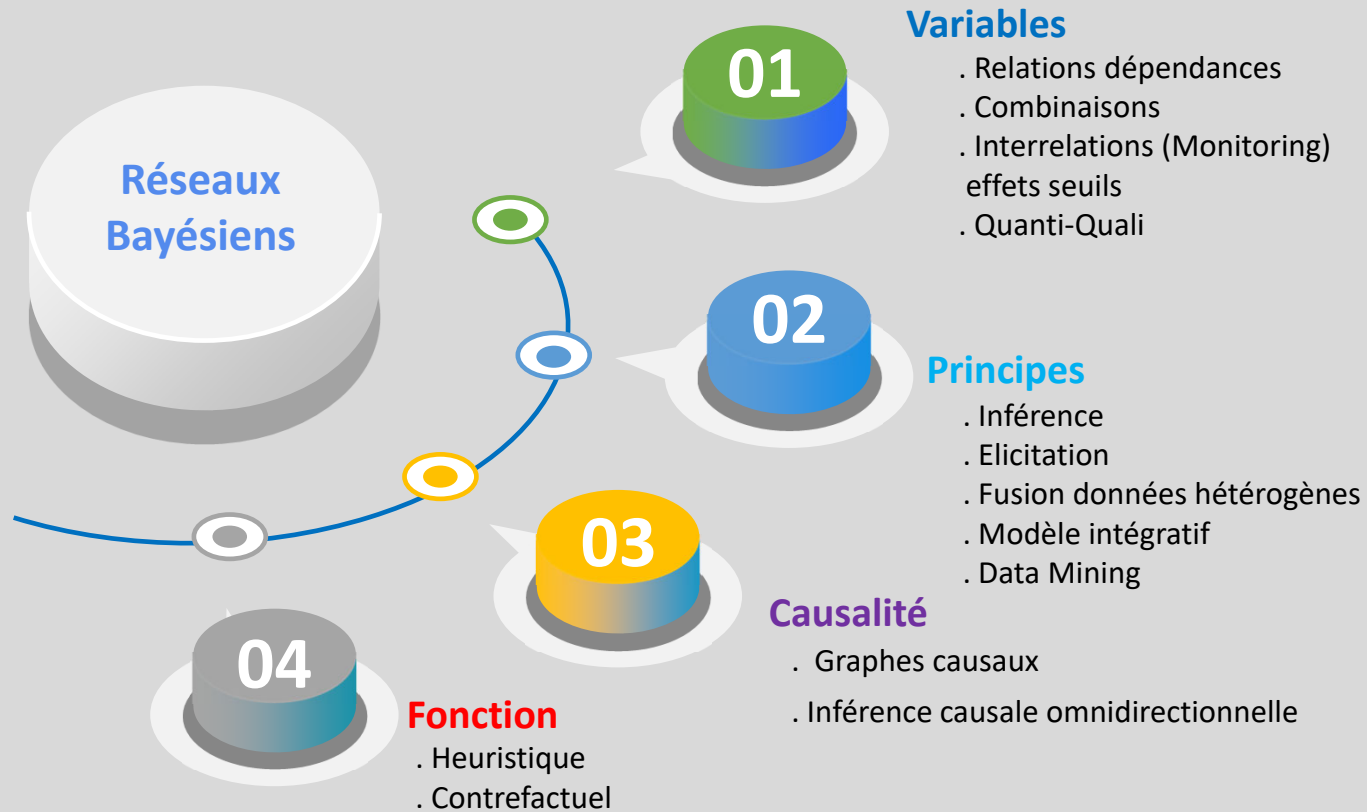 Réseaux
Bayésiens
01
Variables
. Relations dépendances
. Combinaisons
. Interrelations (Monitoring)
effets seuils
. Quanti-Quali
02
Principes
. Inférence
. Elicitation
. Fusion données hétérogènes
. Modèle intégratif
. Data Mining
03
Causalité
. Graphes causaux
. Inférence causale omnidirectionnelle
04
Fonction
. Heuristique
. Contrefactuel